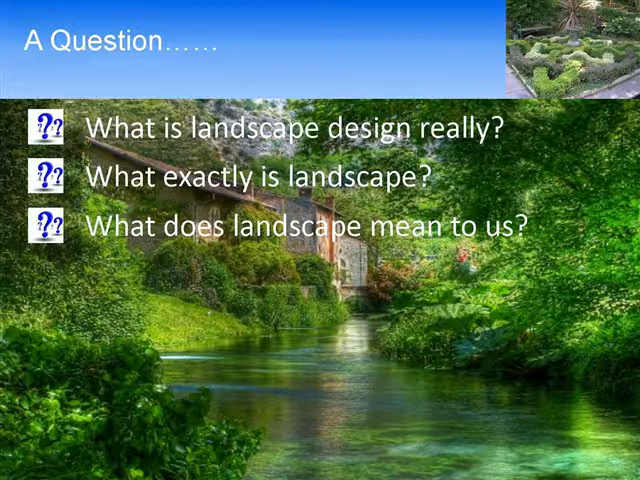 A Question……
What is landscape design really?
What exactly is landscape?
What does landscape mean to us?